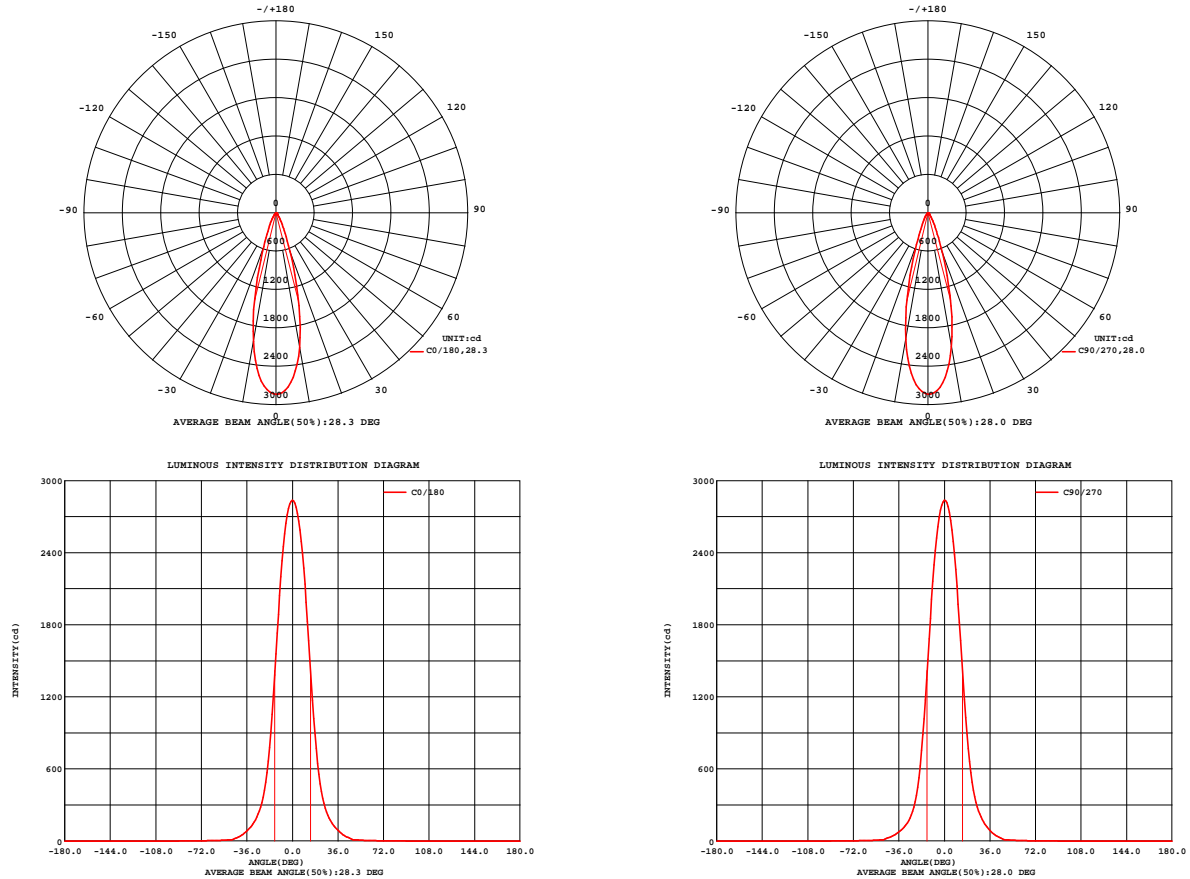 -/+180
-150 150
-120 120
-90 90
-60 60
-30 30
0
0
600
1200
1800
2400
3000
UNIT:cd
C0/180,28.3
AVERAGE BEAM ANGLE(50%):28.3 DEG
-/+180
-150 150
-120 120
-90 90
-60 60
-30 30
0
0
600
1200
1800
2400
3000
UNIT:cd
C90/270,28.0
AVERAGE BEAM ANGLE(50%):28.0 DEG
LUMINOUS INTENSITY DISTRIBUTION DIAGRAM
C0/180
INTENSITY(cd)
3000
2400
1800
1200
600
0
-180.0 -144.0 -108.0 -72.0 -36.0 0.0 36.0 72.0 108.0 144.0 180.0
ANGLE(DEG)
AVERAGE BEAM ANGLE(50%):28.3 DEG
LUMINOUS INTENSITY DISTRIBUTION DIAGRAM
C90/270
INTENSITY(cd)
3000
2400
1800
1200
600
0
-180.0 -144.0 -108.0 -72.0 -36.0 0.0 36.0 72.0 108.0 144.0 180.0
ANGLE(DEG)
AVERAGE BEAM ANGLE(50%):28.0 DEG